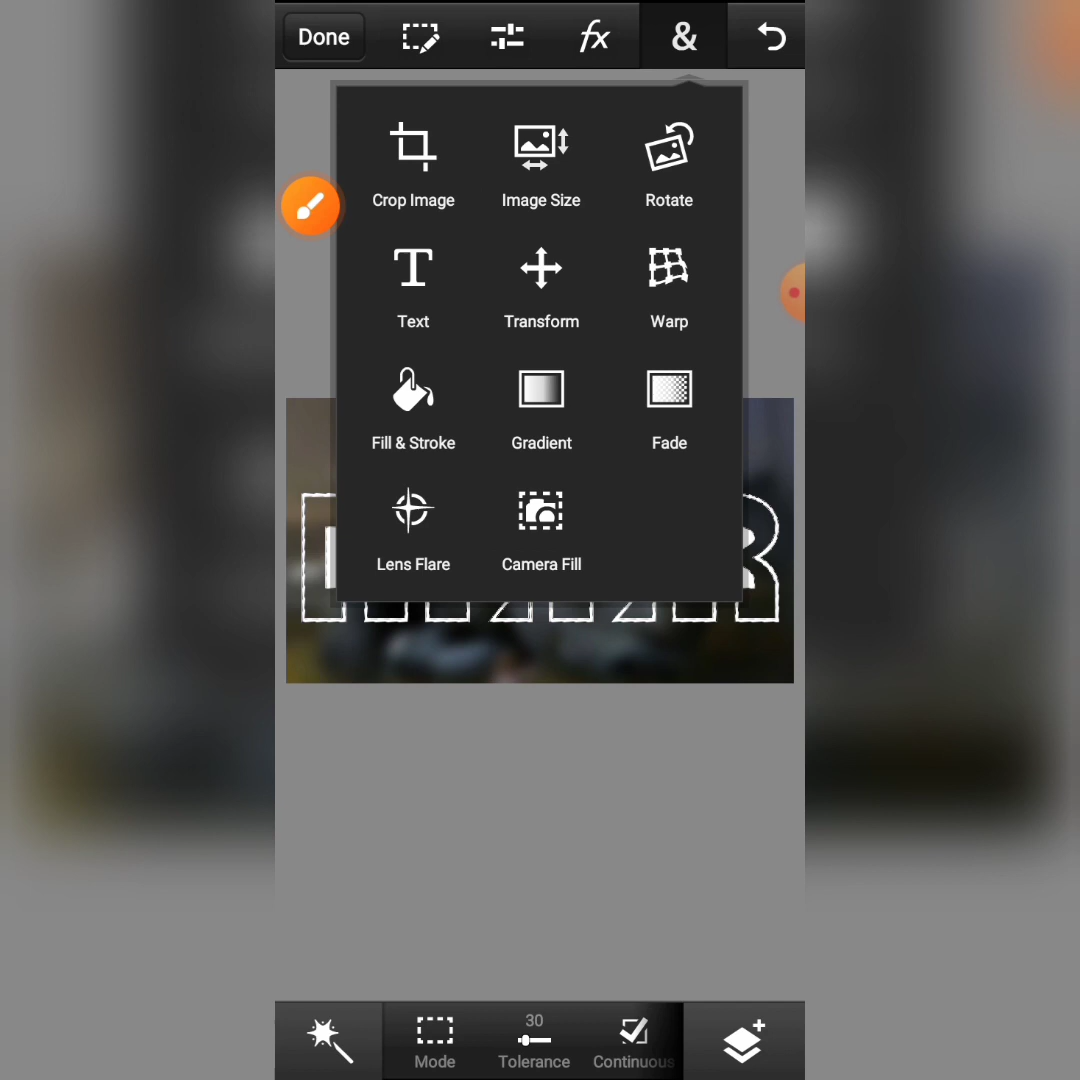 Done fx &
Crop Image Image Size Rotate
Text Transform Warp
Fill & Stroke Gradient Fade
Lens Flare Camera Fill
30
Mode Tolerance Continuous